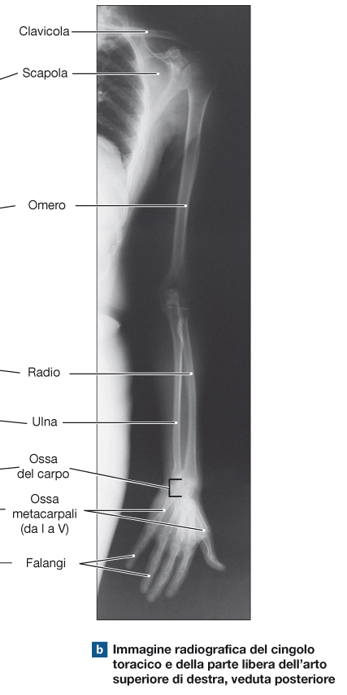 Clavicola
Scapola
Omero
Radio
Ulna
Ossa
del carpo
Ossa
metacarpali
(da I a V)
Falangi
b Immagine radiografica del cingolo
toracico e della parte libera dell'arto
superiore di destra, veduta posteriore